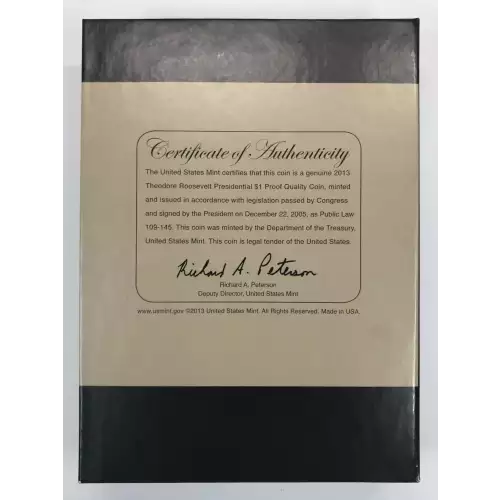 Certificate of Authenticity
The United States Mint certifies that this coin is a genuine 2013
Theodore Roosevelt Presidential $1 Proof Quality Coin, minted
and issued in accordance with legislation passed by Congress
and signed by the President on December 22, 2005, as Public Law
109-145. This coin was minted by the Department of the Treasury,
United States Mint. This coin is legal tender of the United States.
Richard A. Peterson
Richard A. Peterson
Deputy Director, United States Mint
www.usmint.gov ©2013 United States Mint. All Rights Reserved. Made in USA.